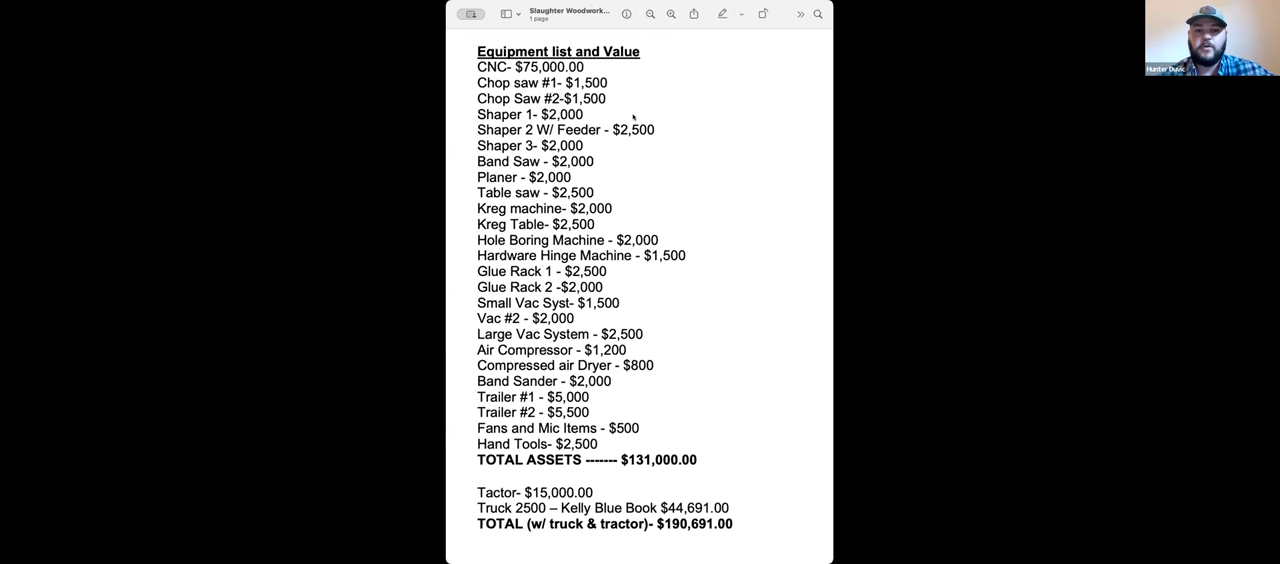 Slaughter Woodwork...
1 page
Equipment list and Value
CNC- $75,000.00
Chop saw #1- $1,500
Chop Saw #2-$1,500
Shaper 1- $2,000
Shaper 2 W/ Feeder - $2,500
Shaper 3- $2,000
Band Saw - $2,000
Planer - $2,000
Table saw - $2,500
Kreg machine- $2,000
Kreg Table- $2,500
Hole Boring Machine - $2,000
Hardware Hinge Machine - $1,500
Glue Rack 1 - $2,500
Glue Rack 2 -$2,000
Small Vac Syst- $1,500
Vac #2 - $2,000
Large Vac System - $2,500
Air Compressor - $1,200
Compressed air Dryer - $800
Band Sander - $2,000
Trailer #1 - $5,000
Trailer #2 - $5,500
Fans and Mic Items - $500
Hand Tools- $2,500
TOTAL ASSETS ------- $131,000.00
Tactor- $15,000.00
Truck 2500 – Kelly Blue Book $44,691.00
TOTAL (w/ truck & tractor)- $190,691.00
Hunter Duvic